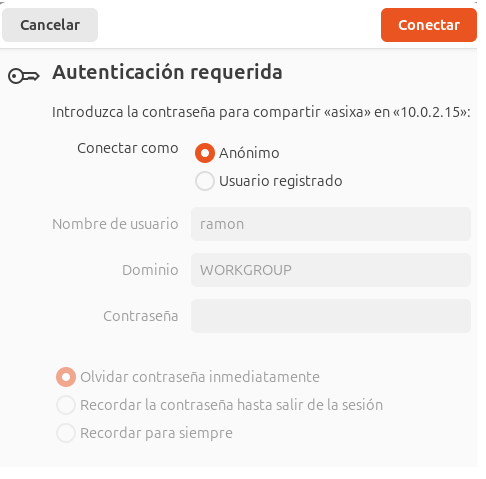 Cancelar
Conectar
Autenticación requerida
Introduzca la contraseña para compartir «asixa» en «10.0.2.15»:
Conectar como
Anónimo
Usuario registrado
Nombre de usuario ramon
Dominio WORKGROUP
Contraseña
Olvidar contraseña inmediatamente
Recordar la contraseña hasta salir de la sesión
Recordar para siempre